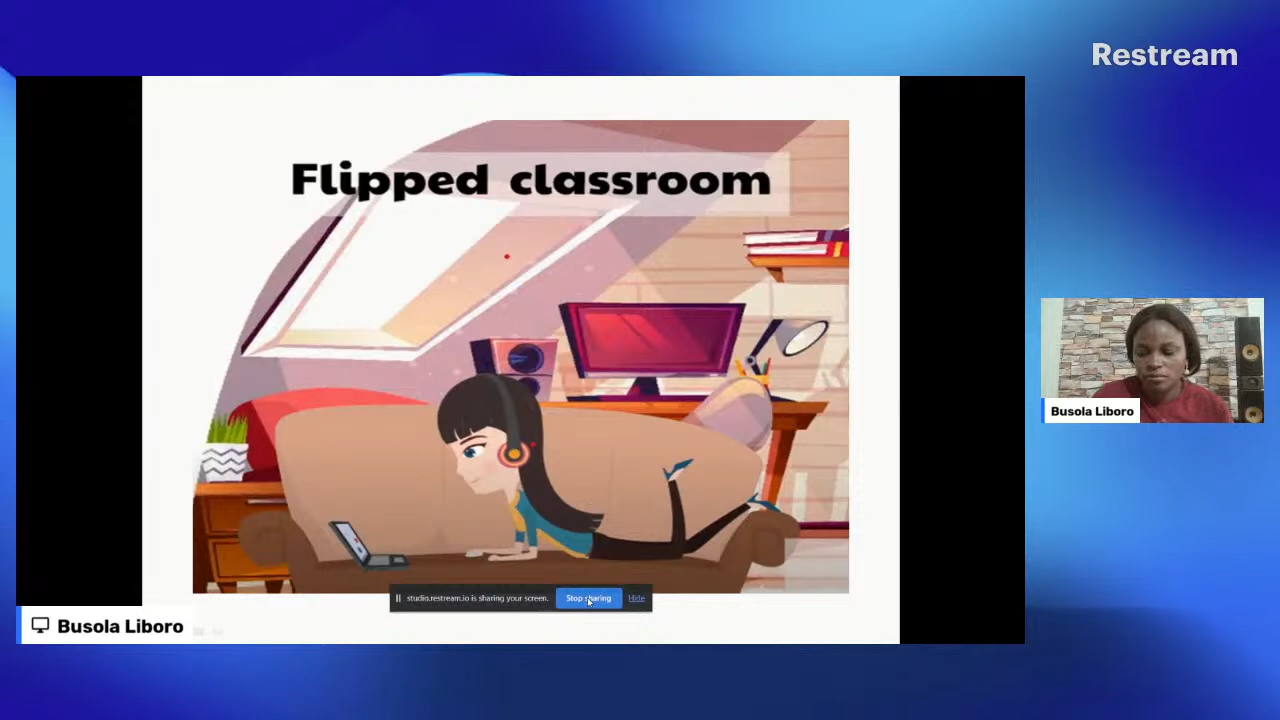 Restream
Flipped classroom
Busola Liboro
studio.restream.io is sharing your screen.
Stop sharing
Hide
Busola Liboro